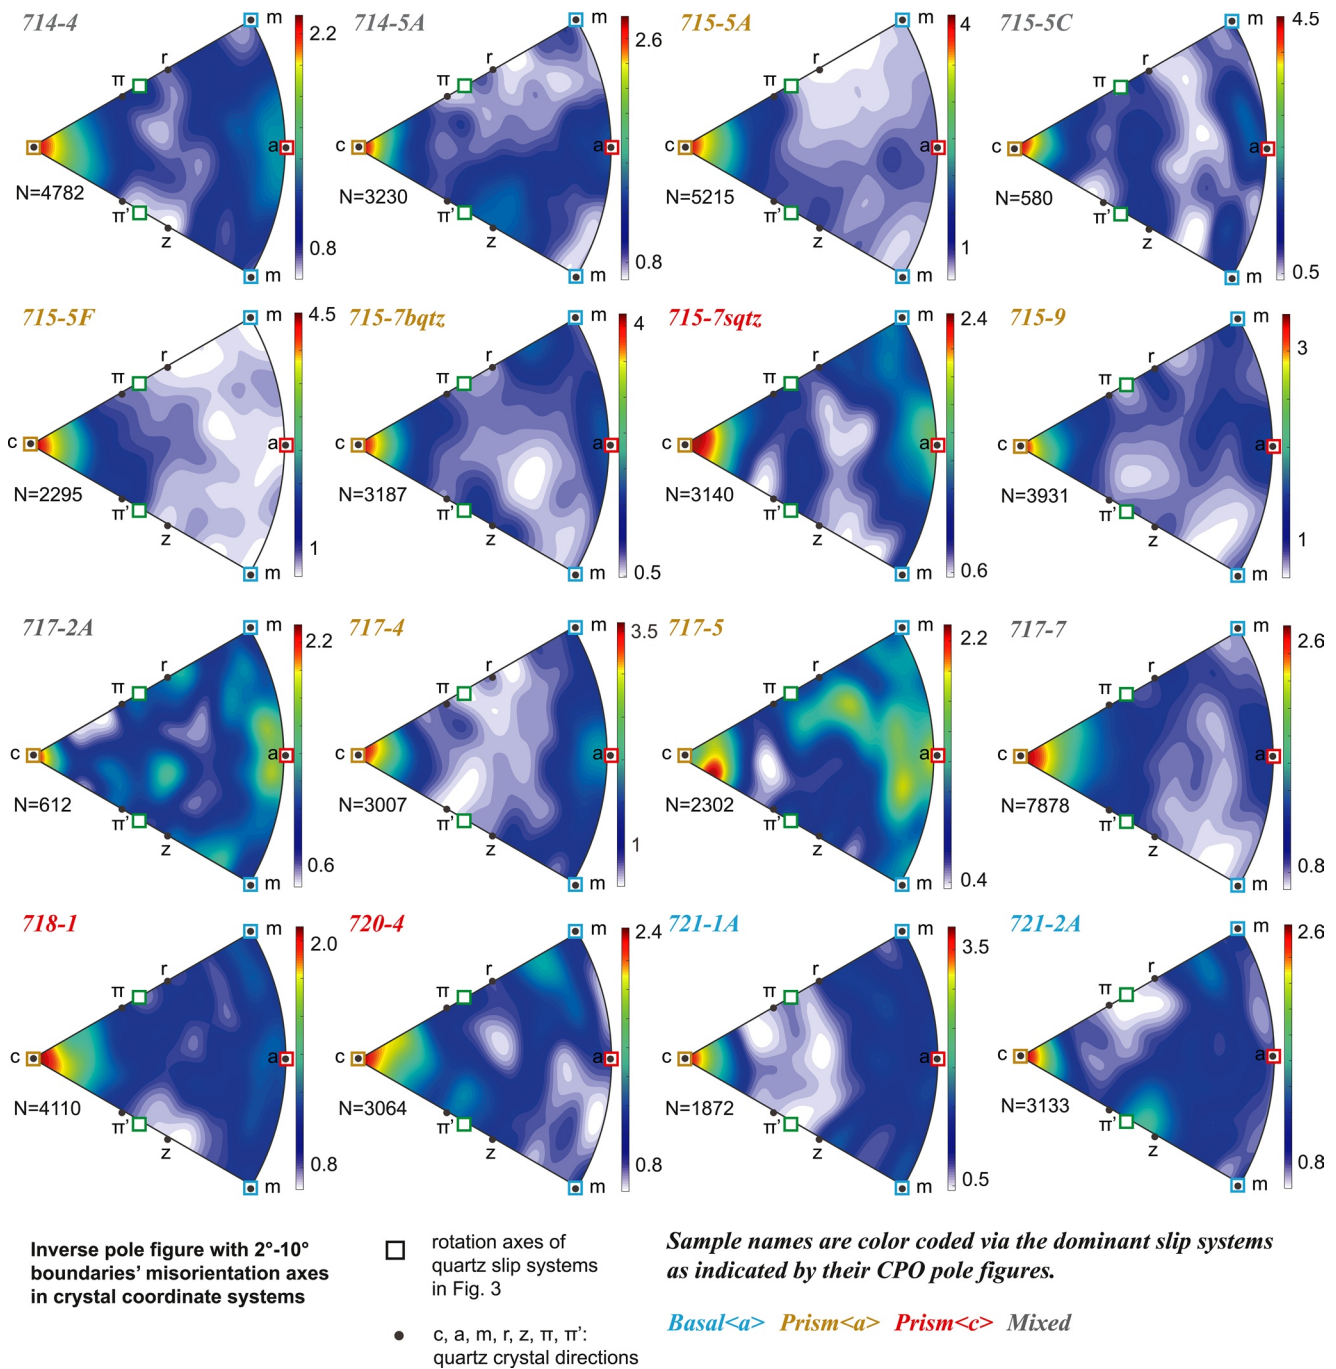 714-4
m
2.2
r
π
c
a
N=4782
π'
z
0.8
m
714-5A
2.6
r
π
c
N=3230
π'
z
0.8
715-5A
m
4
π
c
a
N=5215
π'
z
m
1
715-5C
m
4.5
r
π
c
a
N=580
π'
z
m
0.5
715-5F
m
4.5
r
π
c
a
N=2295
π'
z
1
m
715-7bqtz
m
4
r
π
c
a
N=3187
π'
z
m
0.5
715-7sqtz
m
2.4
r
π
c
a
N=3140
π'
z
m
0.6
715-9
m
3
r
π
c
a
N=3931
π'
z
1
m
717-2A
m
2.2
r
π
c
a
N=612
π'
z
0.6
m
717-4
m
3.5
r
π
c
a
N=3007
π'
z
1
m
717-5
m
2.2
r
π
c
a
N=2302
π'
z
0.4
m
717-7
m
2.6
r
π
c
a
N=7878
π'
z
0.8
m
718-1
m
2.0
r
π
c
a
N=4110
π'
z
0.8
m
720-4
m
2.4
r
π
c
a
N=3064
π'
z
0.8
m
721-1A
m
3.5
r
π
c
a
N=1872
π'
z
0.5
m
721-2A
m
2.6
r
π
c
a
N=3133
π'
z
0.8
m
Inverse pole figure with 2°-10°
boundaries' misorientation axes
in crystal coordinate systems
rotation axes of
quartz slip systems
in Fig. 3
c, a, m, r, z, π, π':
quartz crystal directions
Sample names are color coded via the dominant slip systems
as indicated by their CPO pole figures.
Basal<a> Prism<a> Prism<c> Mixed